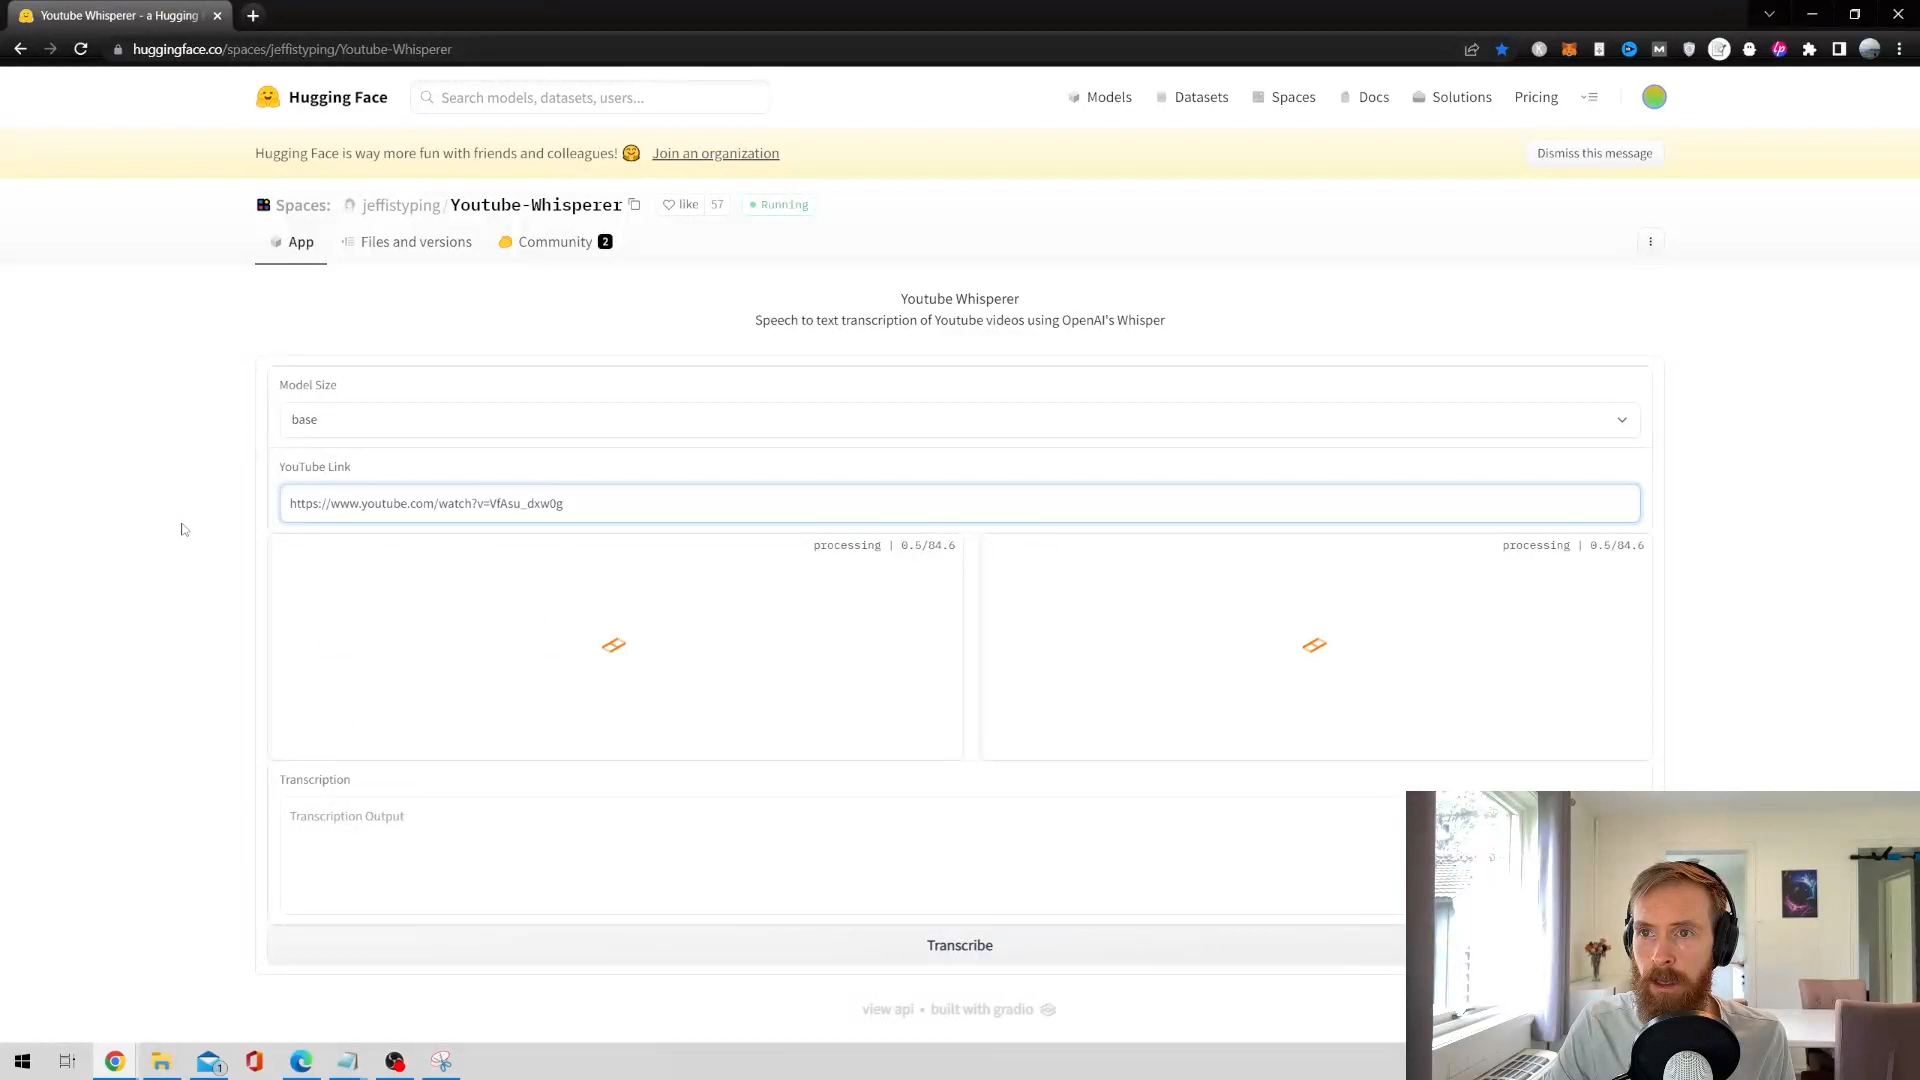 Youtube Whisperer - a Hugging
huggingface.co/spaces/jeffistyping/Youtube-Whisperer
Hugging Face
Search models, datasets, users...
Models
Datasets
Spaces
Docs
Solutions
Pricing
Hugging Face is way more fun with friends and colleagues! 🤗 Join an organization
Dismiss this message
Spaces: jeffistyping/Youtube-Whisperer
like 57
Running
App
Files and versions
Community 2
Youtube Whisperer
Speech to text transcription of Youtube videos using OpenAI's Whisper
Model Size
base
YouTube Link
https://www.youtube.com/watch?v=VfAsu_dxw0g
processing | 0.5/84.6
processing | 0.5/84.6
Transcription
Transcription Output
Transcribe
view api • built with gradio
1